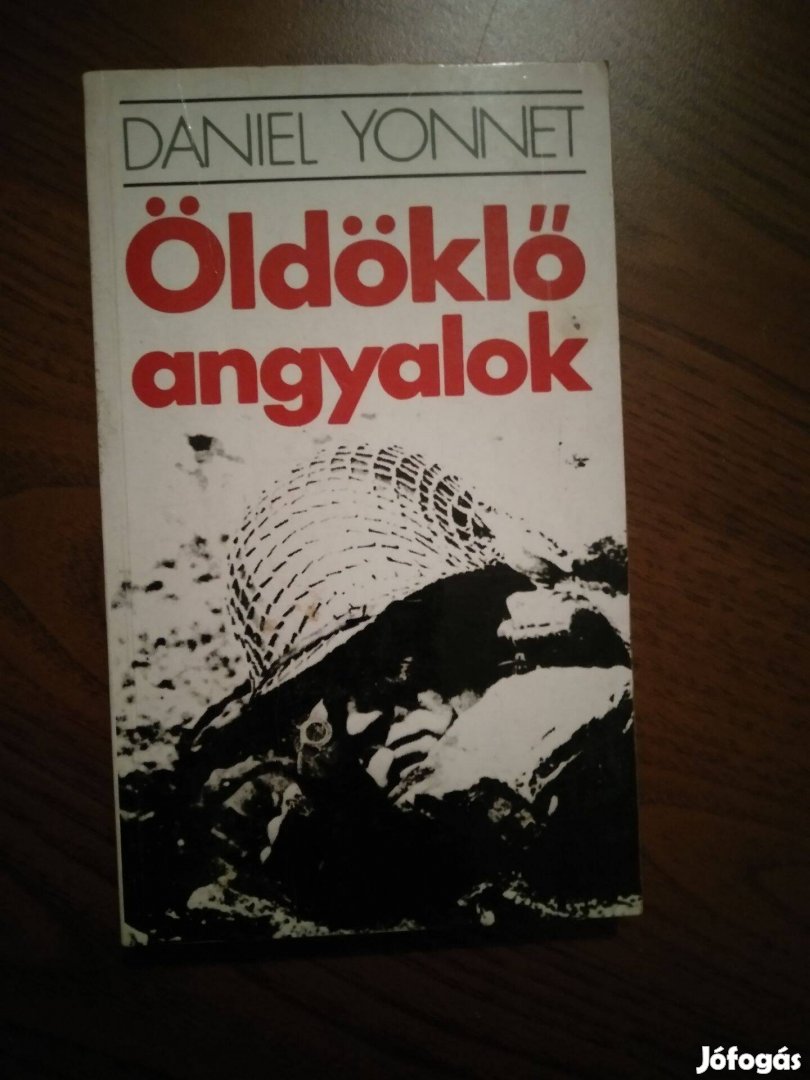 DANIEL YONNET
Öldöklő
angyalok
Jófogás